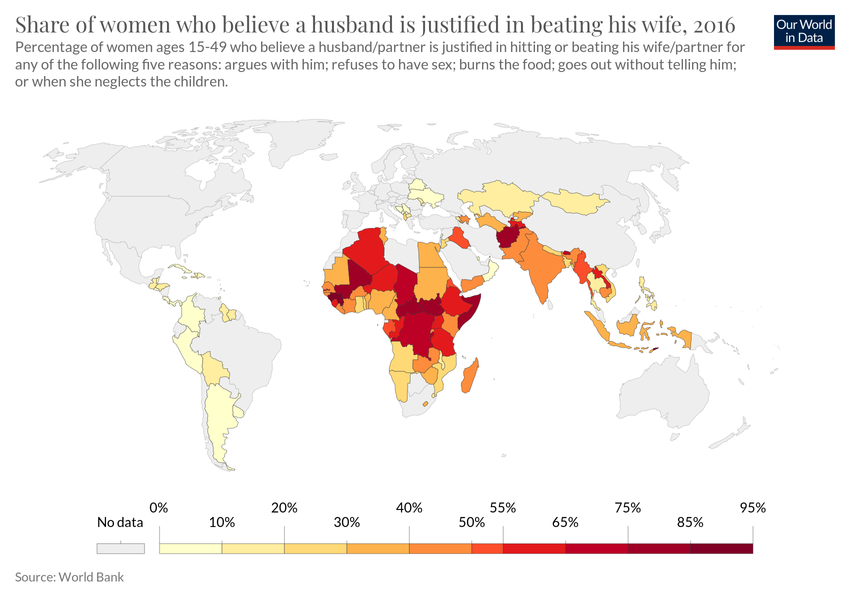 Share of women who believe a husband is justified in beating his wife, 2016
Our World
in Data
Percentage of women ages 15-49 who believe a husband/partner is justified in hitting or beating his wife/partner for
any of the following five reasons: argues with him; refuses to have sex; burns the food; goes out without telling him;
or when she neglects the children.
0% 20% 40% 55% 75% 95%
No data 10% 30% 50% 65% 85%
Source: World Bank